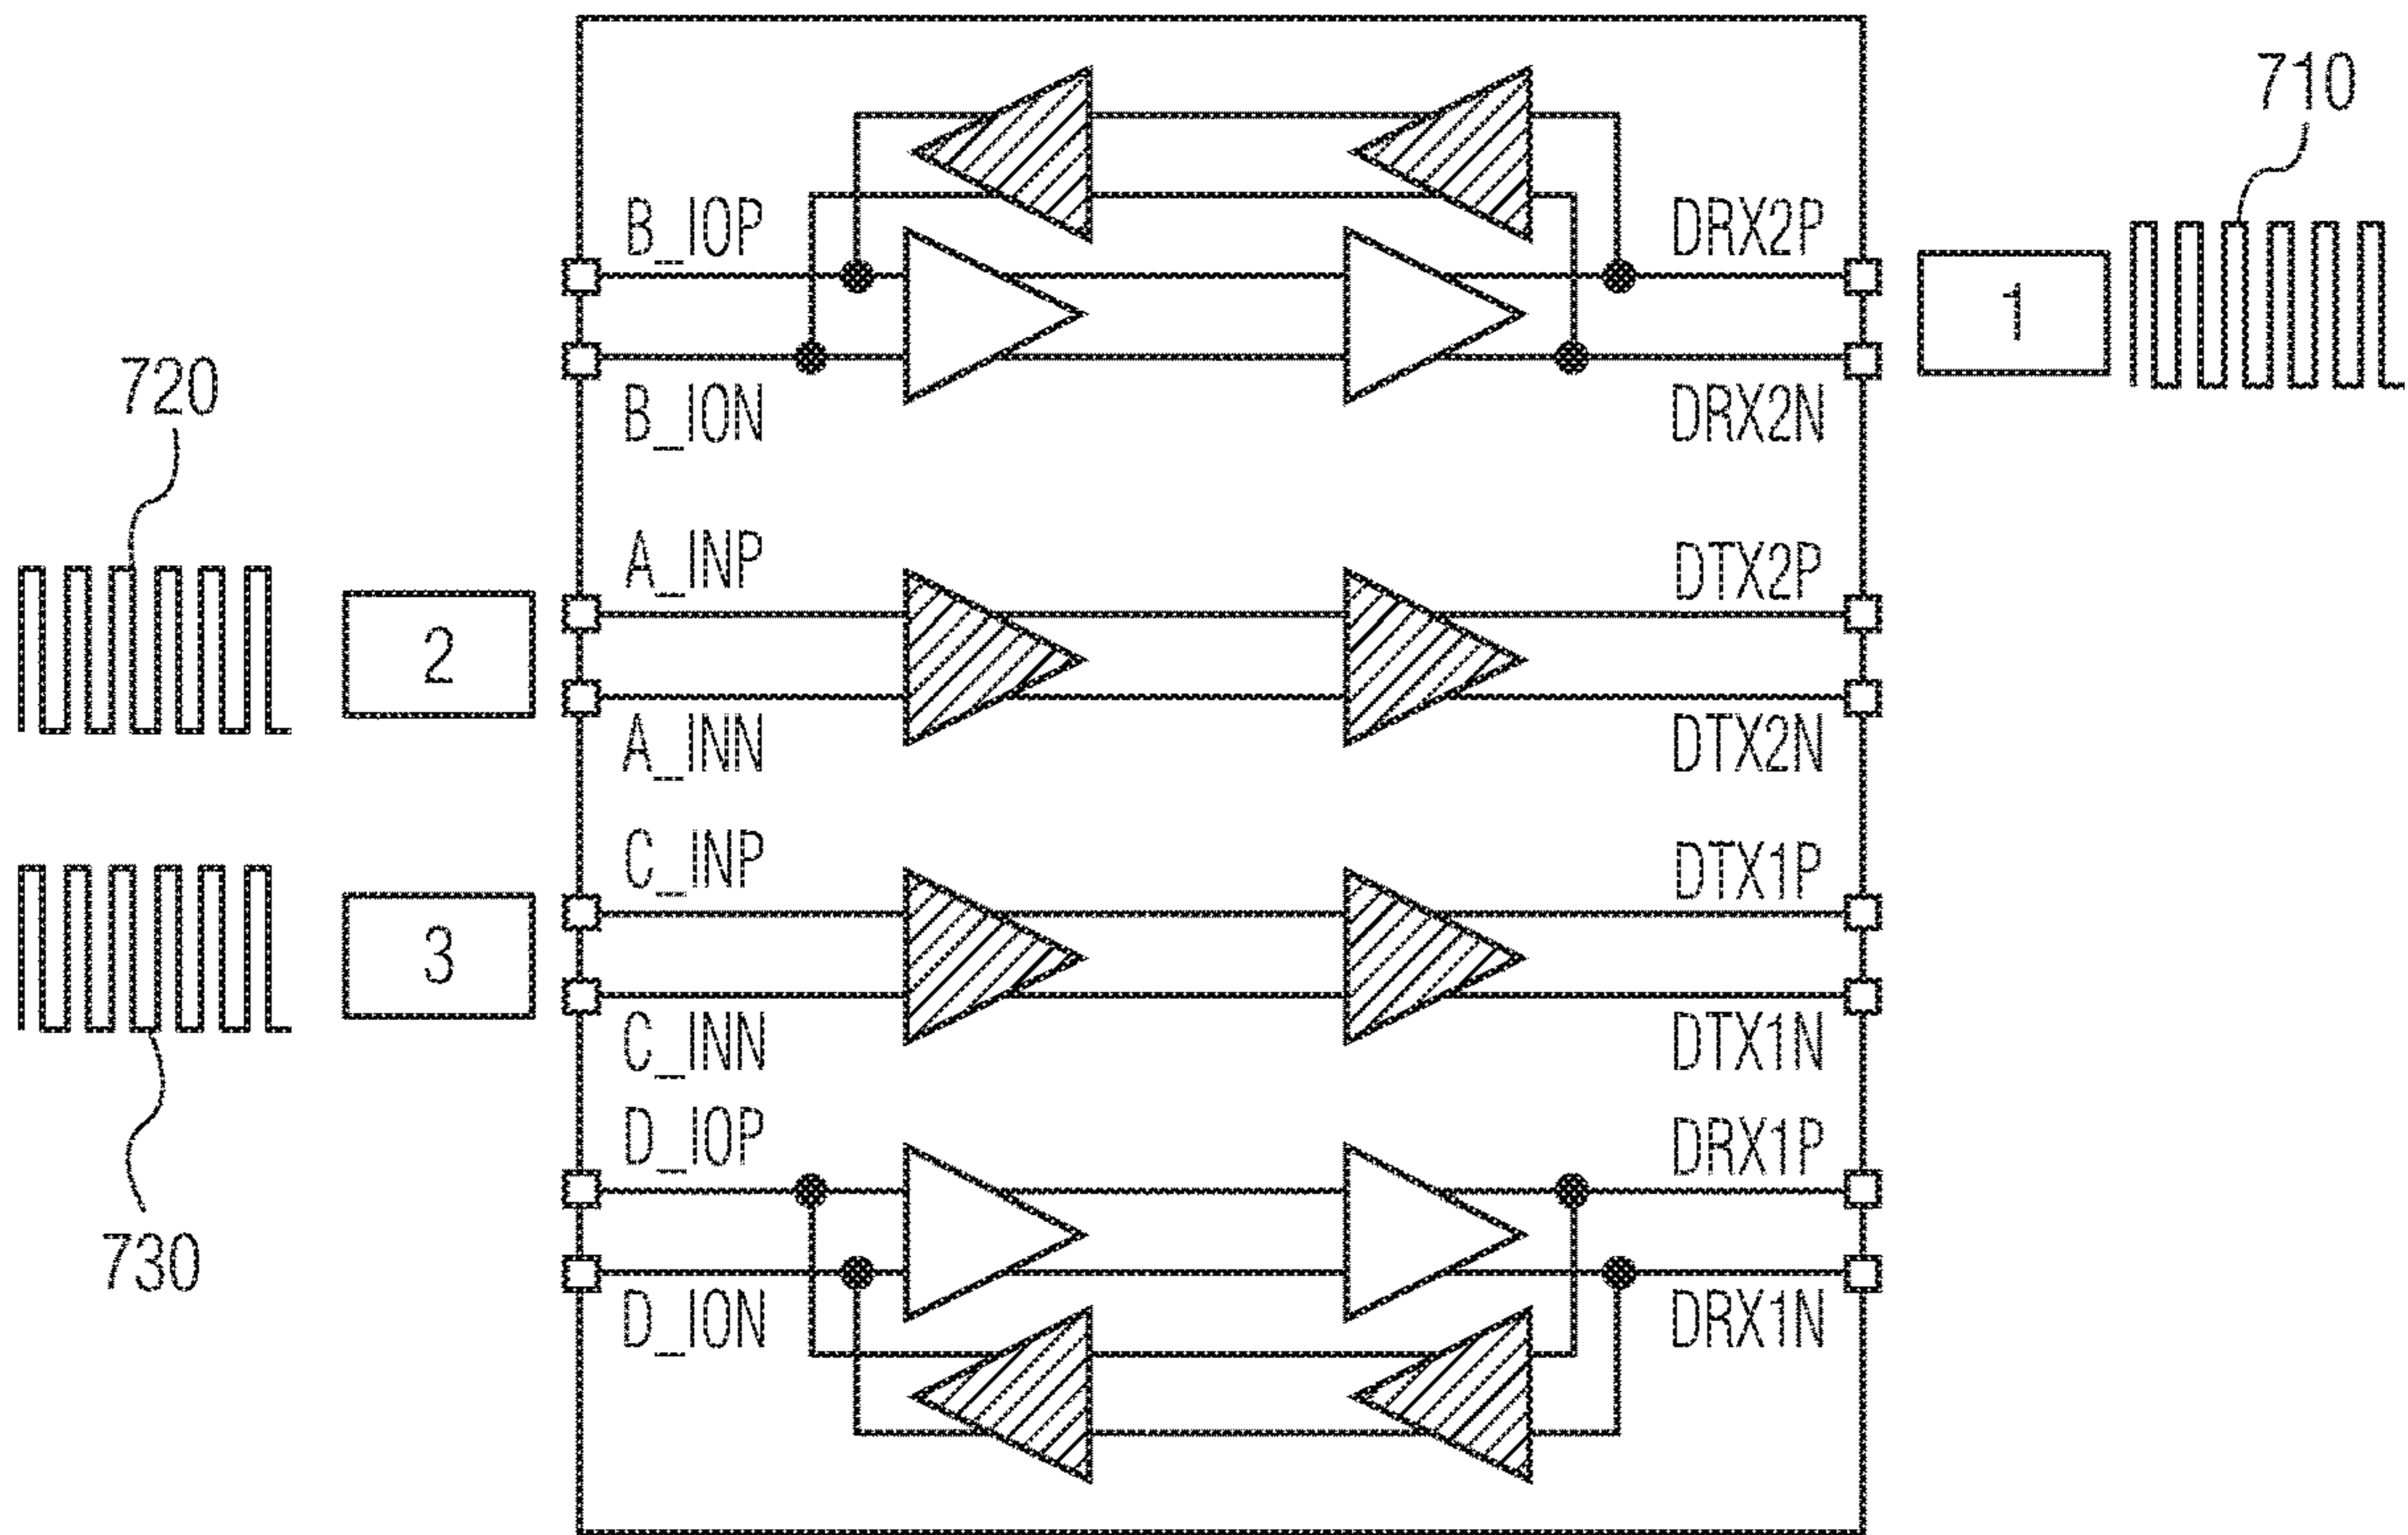 710
B_IOP
DRX2P
1
720
B_ION
DRX2N
A_INP
DTX2P
2
A_INN
DTX2N
C_INP
DTX1P
3
C_INN
DTX1N
D_IOP
DRX1P
730
D_ION
DRX1N